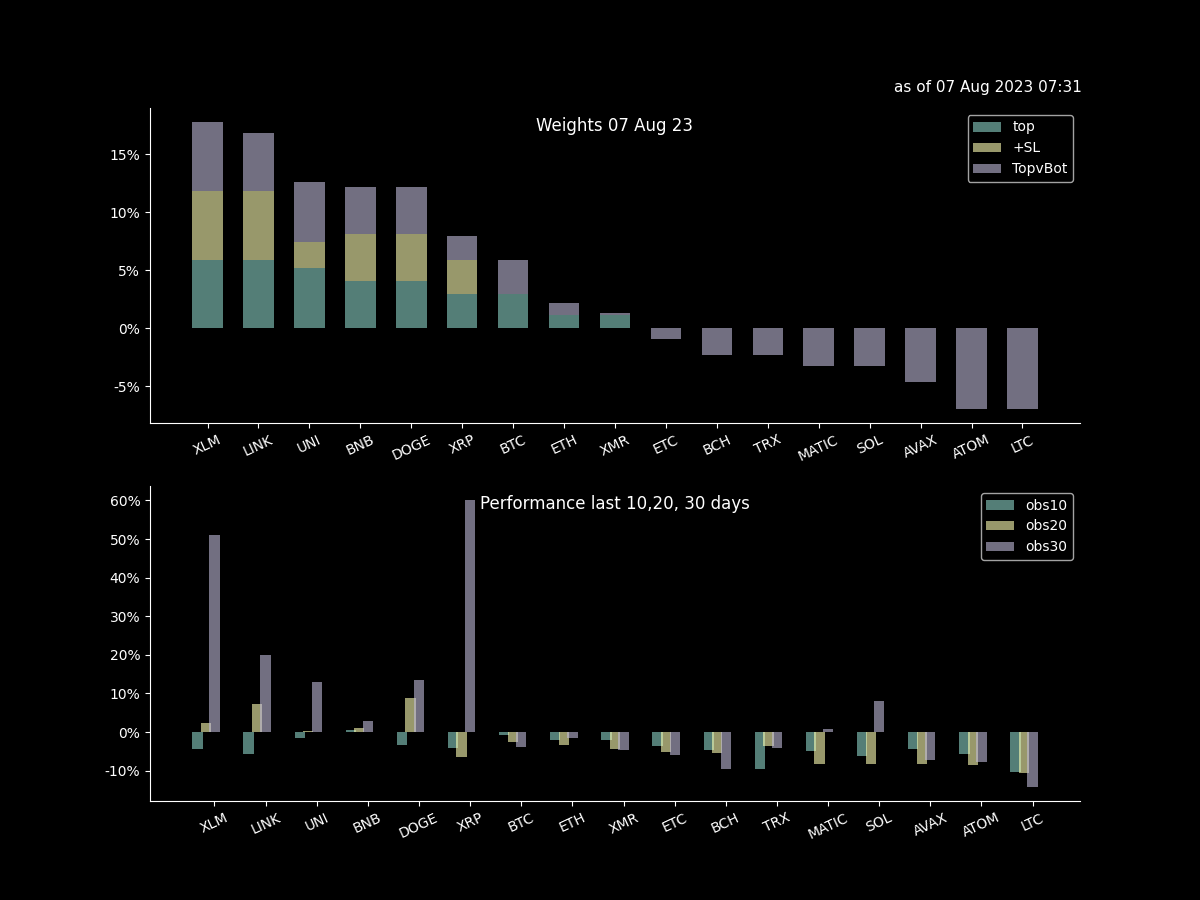 as of 07 Aug 2023 07:31
Weights 07 Aug 23
top
+SL
TopvBot
15%
10%
5%
0%
-5%
XLM LINK UNI BNB DOGE XRP BTC ETH XMR ETC BCH TRX MATIC SOL AVAX ATOM LTC
Performance last 10,20, 30 days
obs10
obs20
obs30
60%
50%
40%
30%
20%
10%
0%
-10%
XLM LINK UNI BNB DOGE XRP BTC ETH XMR ETC BCH TRX MATIC SOL AVAX ATOM LTC